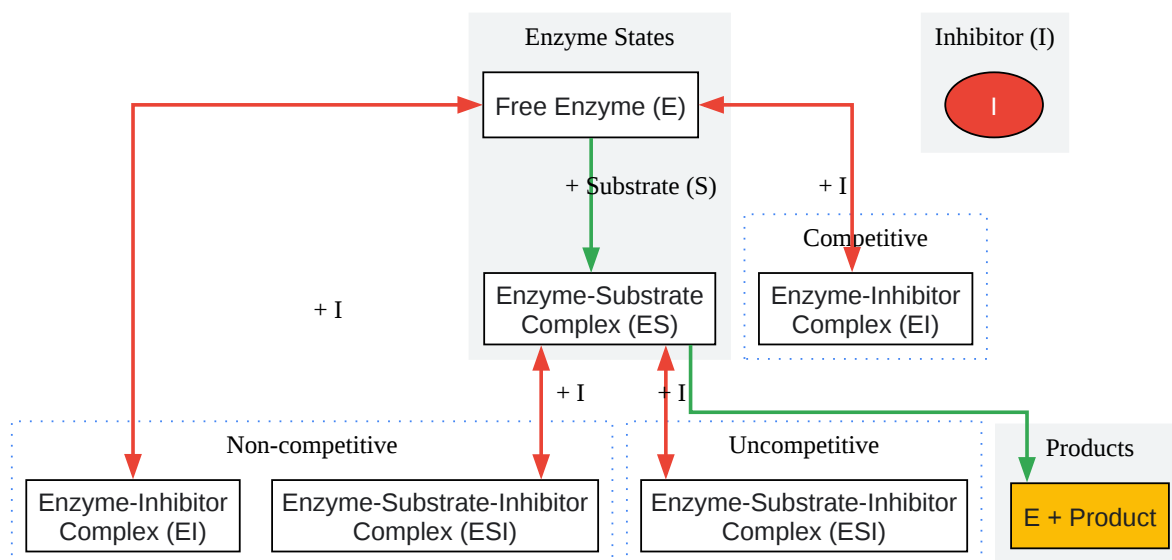 Enzyme States
Inhibitor (I)
Free Enzyme (E)
I
+ Substrate (S)
+ I
Competitive
Enzyme-Substrate
Complex (ES)
Enzyme-Inhibitor
Complex (EI)
+ I
+ I
+ I
Non-competitive
Uncompetitive
Products
Enzyme-Inhibitor
Complex (EI)
Enzyme-Substrate-Inhibitor
Complex (ESI)
Enzyme-Substrate-Inhibitor
Complex (ESI)
E + Product